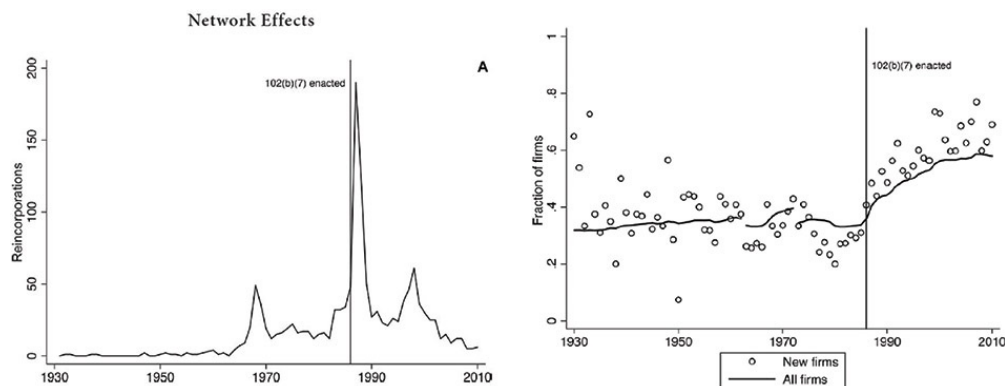 Network Effects
A
102(b)(7) enacted
Reincorporations
200
150
100
50
0
1930
1950
1970
1990
2010
102(b)(7) enacted
Fraction of firms
1
.8
.6
.4
.2
0
1930
1950
1970
1990
2010
New firms
All firms